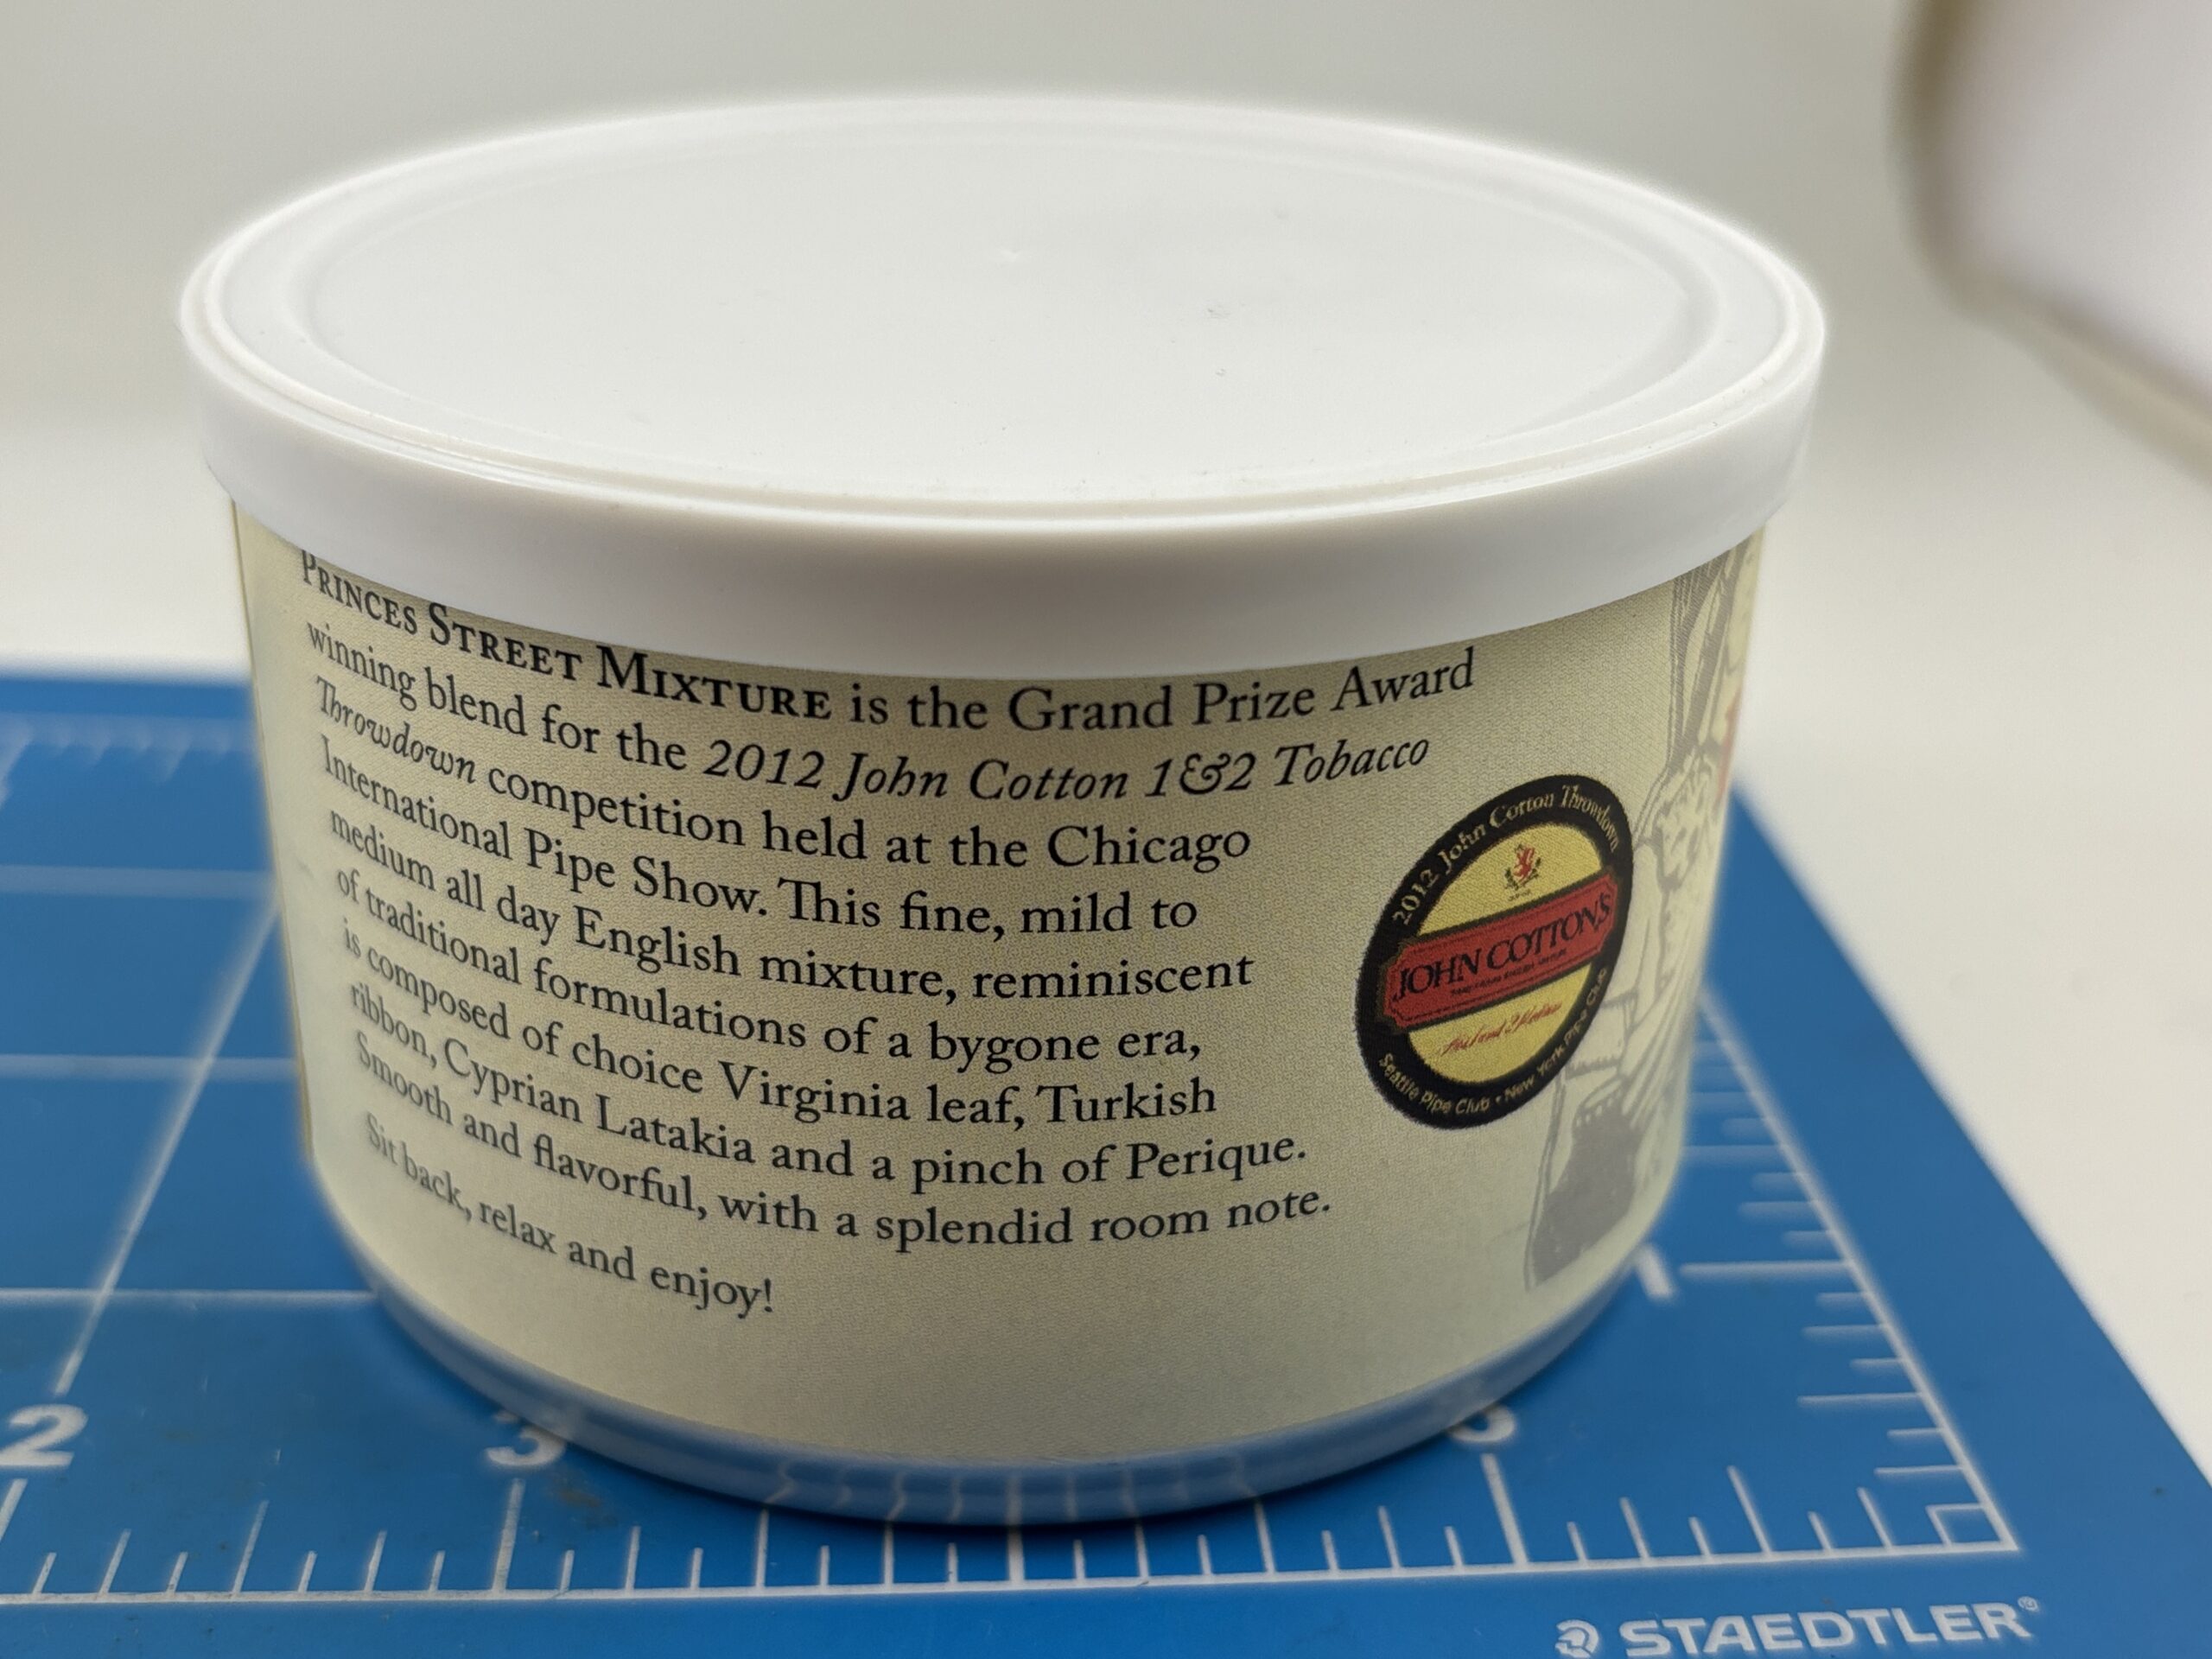 PRINCES STREET MIXTURE is the Grand Prize Award
winning blend for the 2012 John Cotton 1&2 Tobacco
Throwdown competition held at the Chicago
International Pipe Show. This fine, mild to
medium all day English mixture, reminiscent
of traditional formulations of a bygone era,
is composed of choice Virginia leaf, Turkish
ribbon, Cyprian Latakia and a pinch of Perique.
Smooth and flavorful, with a splendid room note.
Sit back, relax and enjoy!
2012 John Cotton Throwdown
JOHN COTTON'S
Seattle Pipe Club • New York Pipe Club
1
2
3
STAEDTLER®